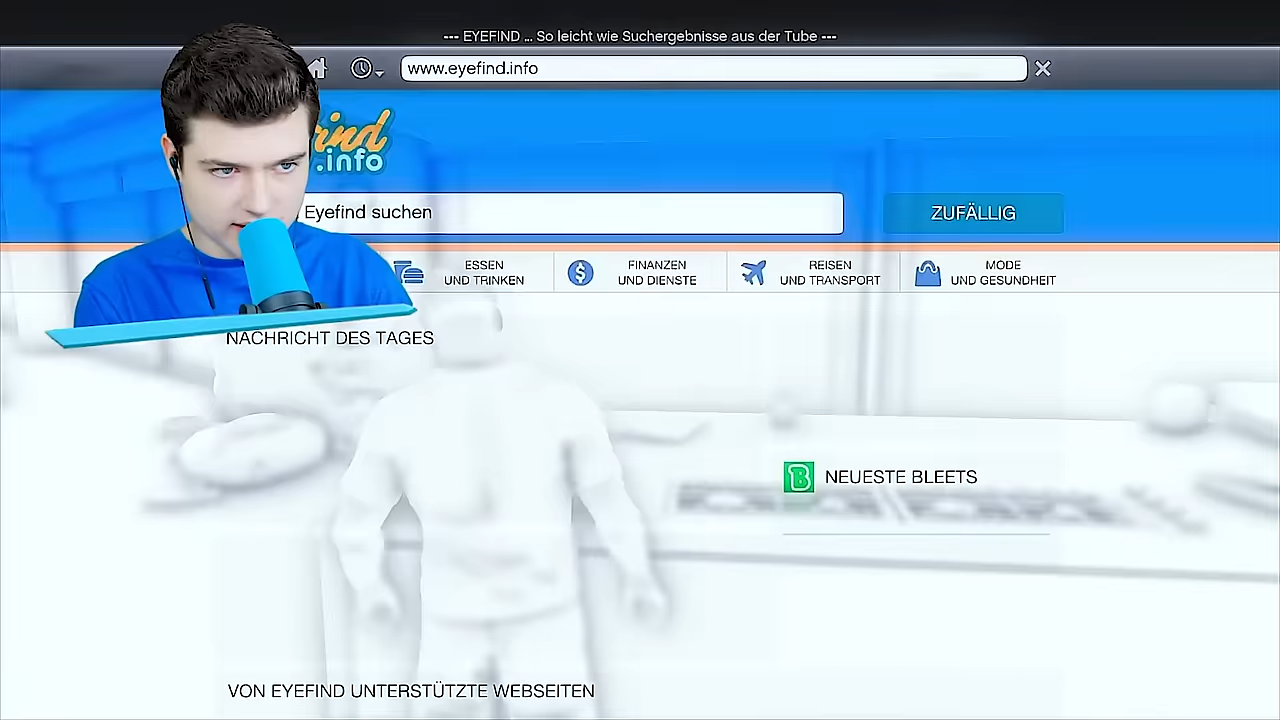 --- EYEFIND ... So leicht wie Suchergebnisse aus der Tube ---
www.eyefind.info
ind
.info
Eyefind suchen
ZUFÄLLIG
ESSEN
UND TRINKEN
FINANZEN
UND DIENSTE
REISEN
UND TRANSPORT
MODE
UND GESUNDHEIT
NACHRICHT DES TAGES
B
NEUESTE BLEETS
VON EYEFIND UNTERSTÜTZTE WEBSEITEN